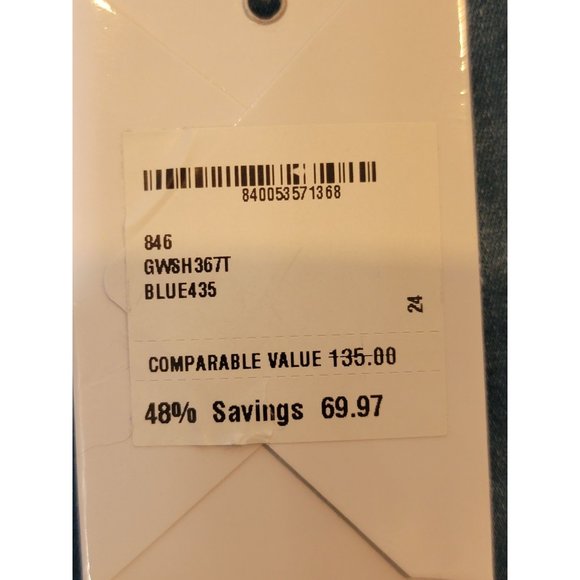 840053571368
846
GWSH367T
BLUE435
24
COMPARABLE VALUE 135.00
48% Savings 69.97